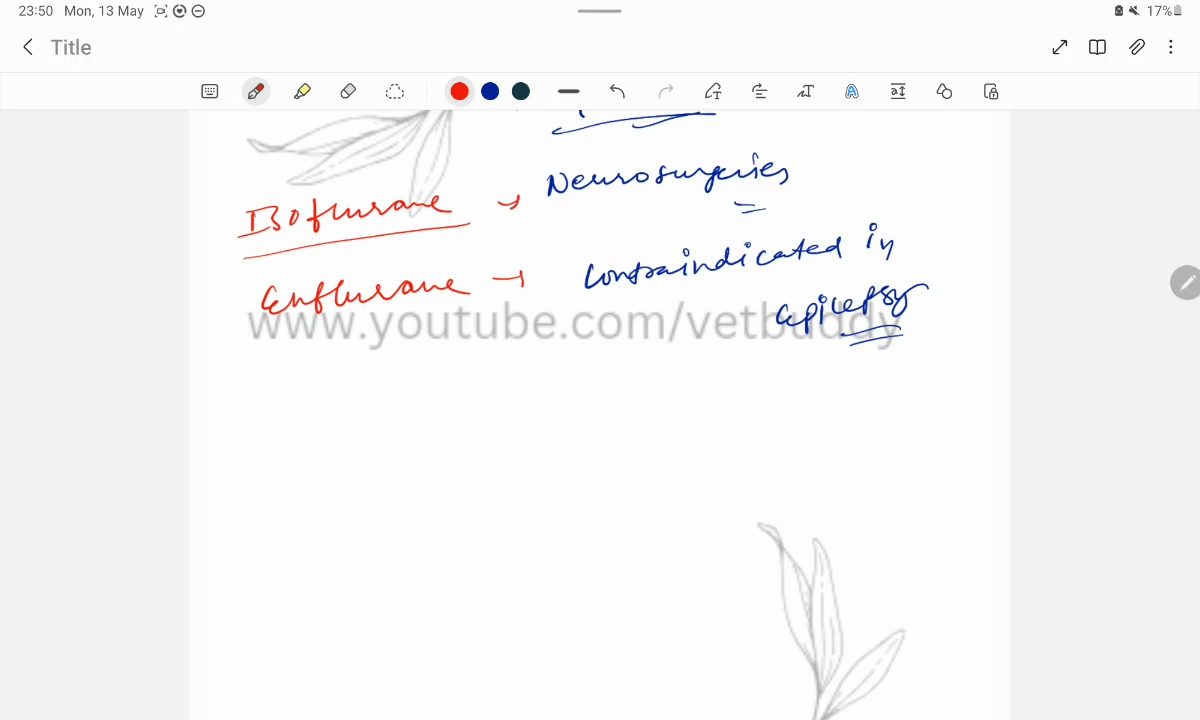 23:50 Mon, 13 May 17%
Title
Neurosurgeries
Isoflurane →
Enflurane → Contraindicated in
epilepsy
www.youtube.com/vetbuddy